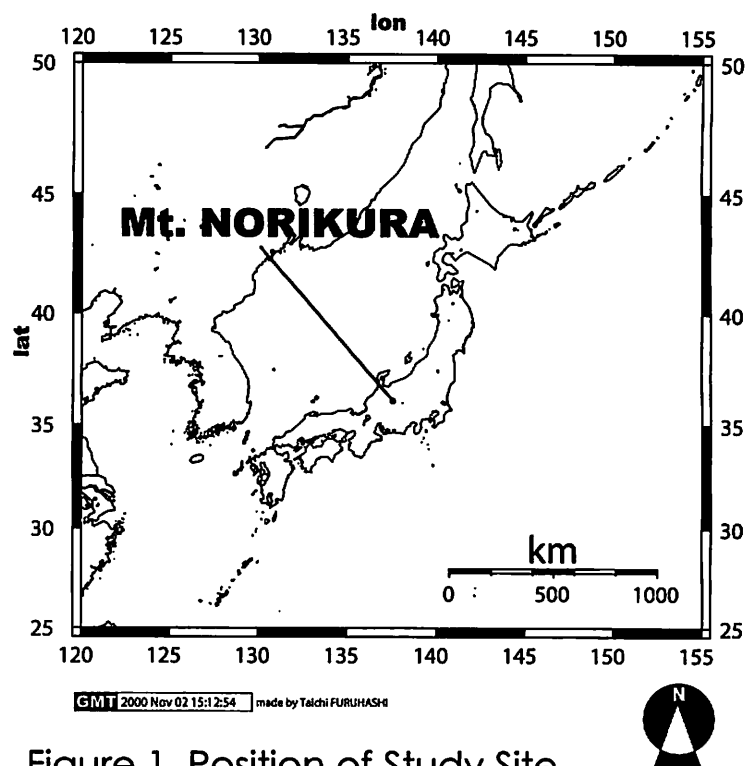 lon
120 125 130 135 140 145 150 155
50 50
45 45
Mt. NORIKURA
40 40
lat
35 35
30 30
km
0 500 1000
25 25
120 125 130 135 140 145 150 155
GMT 2000 Nov 02 15:12:54 made by Taichi FURUHASHI
N
Figure 1 Position of Study Site